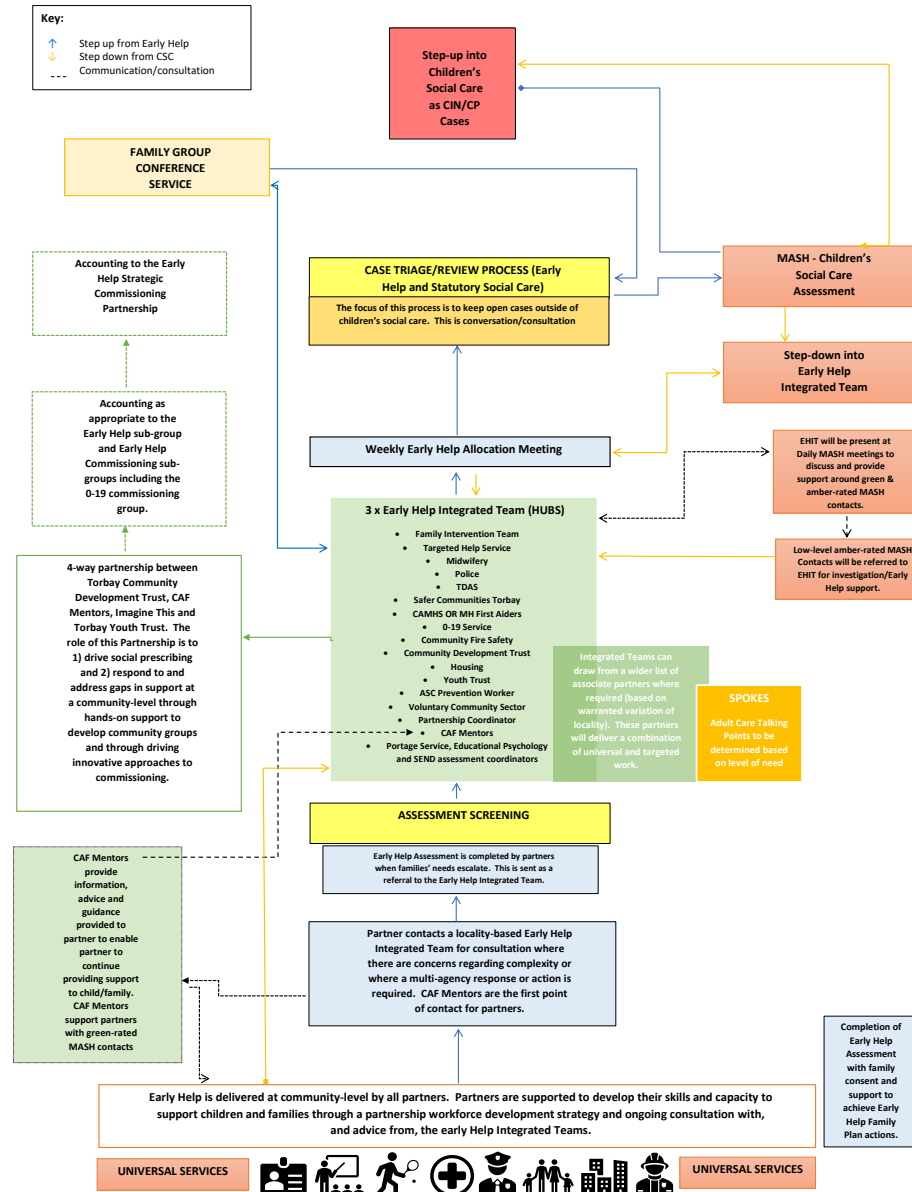 Key:
Step up from Early Help
Step down from CSC
Communication/consultation
Step-up into
Children's
Social Care
as CIN/CP
Cases
FAMILY GROUP
CONFERENCE
SERVICE
Accounting to the Early
Help Strategic
Commissioning
Partnership
CASE TRIAGE/REVIEW PROCESS (Early
Help and Statutory Social Care)
The focus of this process is to keep open cases outside of
children's social care.  This is conversation/consultation
MASH - Children's
Social Care
Assessment
Step-down into
Early Help
Integrated Team
Accounting as
appropriate to the
Early Help sub-group
and Early Help
Commissioning sub-
groups including the
0-19 commissioning
group.
Weekly Early Help Allocation Meeting
EHIT will be present at
Daily MASH meetings to
discuss and provide
support around green &
amber-rated MASH
contacts.
Low-level amber-rated MASH
Contacts will be referred to
EHIT for investigation/Early
Help support.
3 x Early Help Integrated Team (HUBS)
• Family Intervention Team
• Targeted Help Service
• Midwifery
• Police
• TDAS
• Safer Communities Torbay
• CAMHS OR MH First Aiders
• 0-19 Service
• Community Fire Safety
• Community Development Trust
• Housing
• Youth Trust
• ASC Prevention Worker
• Voluntary Community Sector
• Partnership Coordinator
• CAF Mentors
• Portage Service, Educational Psychology
and SEND assessment coordinators
4-way partnership between
Torbay Community
Development Trust, CAF
Mentors, Imagine This and
Torbay Youth Trust.  The
role of this Partnership is to
1) drive social prescribing
and 2) respond to and
address gaps in support at
a community-level through
hands-on support to
develop community groups
and through driving
innovative approaches to
commissioning.
Integrated Teams can
draw from a wider list of
associate partners where
required (based on
warranted variation of
locality).  These partners
will deliver a combination
of universal and targeted
work.
SPOKES
Adult Care Talking
Points to be
determined based
on level of need
ASSESSMENT SCREENING
Early Help Assessment is completed by partners
when families' needs escalate.  This is sent as a
referral to the Early Help Integrated Team.
CAF Mentors
provide
information,
advice and
guidance
provided to
partner to enable
partner to
continue
providing support
to child/family.
CAF Mentors
support partners
with green-rated
MASH contacts
Partner contacts a locality-based Early Help
Integrated Team for consultation where
there are concerns regarding complexity or
where a multi-agency response or action is
required.  CAF Mentors are the first point
of contact for partners.
Completion of
Early Help
Assessment
with family
consent and
support to
achieve Early
Help Family
Plan actions.
Early Help is delivered at community-level by all partners.  Partners are supported to develop their skills and capacity to
support children and families through a partnership workforce development strategy and ongoing consultation with,
and advice from, the early Help Integrated Teams.
UNIVERSAL SERVICES
UNIVERSAL SERVICES